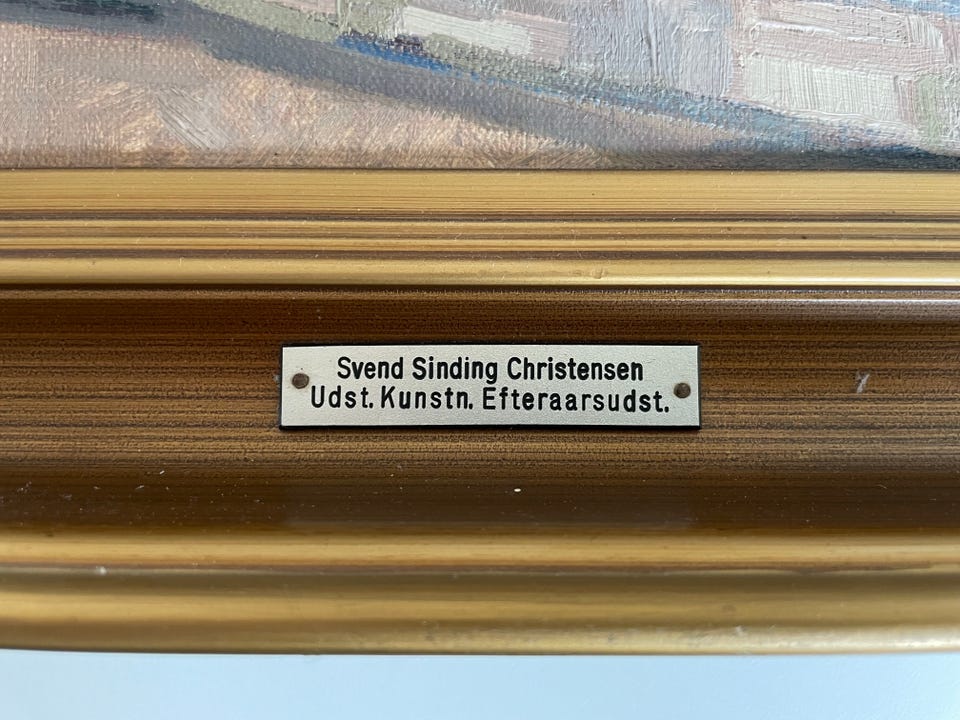 Svend Sinding Christensen
Udst. Kunstn. Efteraarsudst.